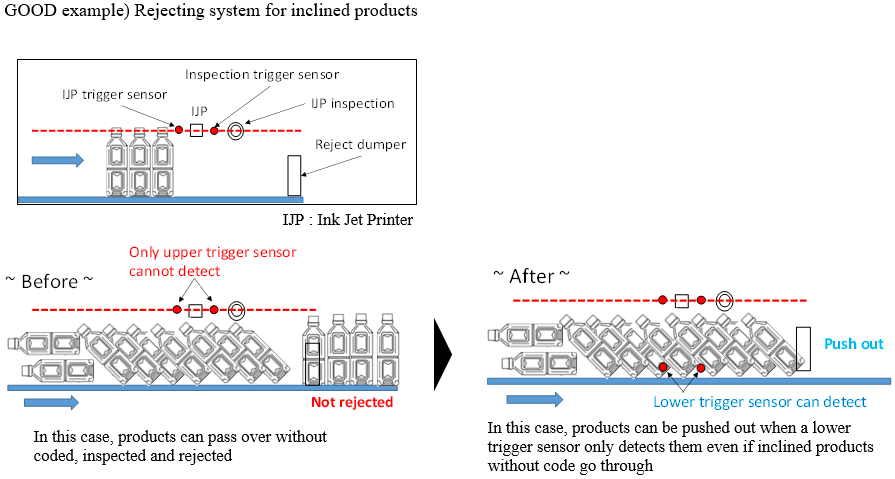 GOOD example) Rejecting system for inclined products
Inspection trigger sensor
IJP trigger sensor
IJP
IJP inspection
Reject dumper
IJP : Ink Jet Printer
~ Before ~
Only upper trigger sensor
cannot detect
Not rejected
In this case, products can pass over without
coded, inspected and rejected
~ After ~
Push out
Lower trigger sensor can detect
In this case, products can be pushed out when a lower
trigger sensor only detects them even if inclined products
without code go through